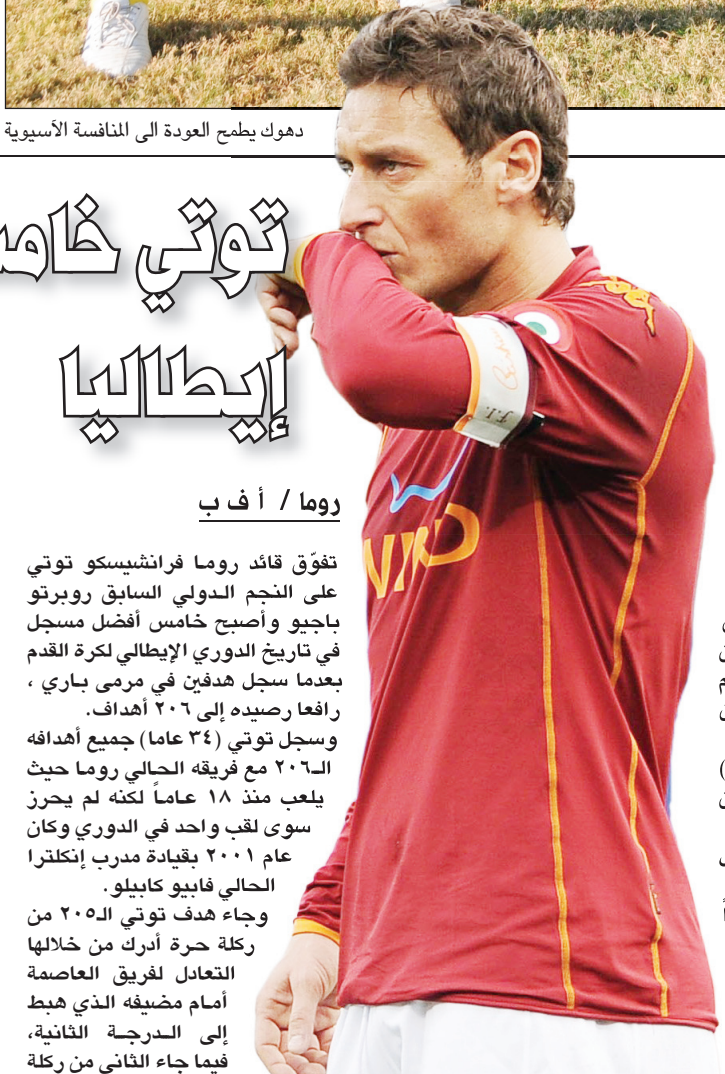 دهوك يطمح العودة الى المنافسة الآسيوية
توتي
إيطاليا
روما / أ ف ب
تفوّق قائد روما فرانشيسكو توتي
على النجم الدولي السابق روبرتو
باجيو وأصبح خامس أفضل مسجل
في تاريخ الدوري الإيطالي لكرة القدم
بعدما سجل هدفين في مرمى باري ،
رافعا رصيده إلى ٢٠٦ أهداف.
وسجل توتي (٣٤ عاما) جميع أهدافه
الـ٢٠٦ مع فريقه الحالي روما حيث
يلعب منذ ١٨ عاماً لكنه لم يحرز
سوى لقب واحد في الدوري وكان
عام ٢٠٠١ بقيادة مدرب إنكلترا
الحالي فابيو كابيلو.
وجاء هدف توتي الـ٢٠٥ من
ركلة حرة أدرك من خلالها
التعادل لفريق العاصمة
أمام مضيفه الذي هبط
إلى الدرجة الثانية،
فيما جاء الثاني من ركلة